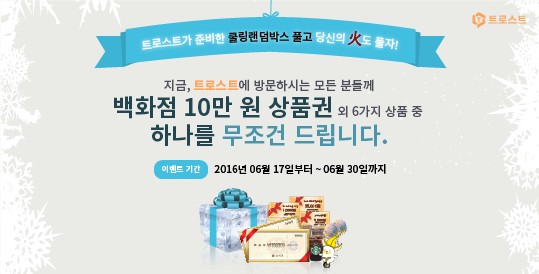 트로스트가 준비한 쿨링랜덤박스 풀고 당신의 火도 풀자!
트로스트
지금, 트로스트에 방문하시는 모든 분들께
백화점 10만 원 상품권 외 6가지 상품 중
하나를 무조건 드립니다.
이벤트 기간 2016년 06월 17일부터 ~ 06월 30일까지